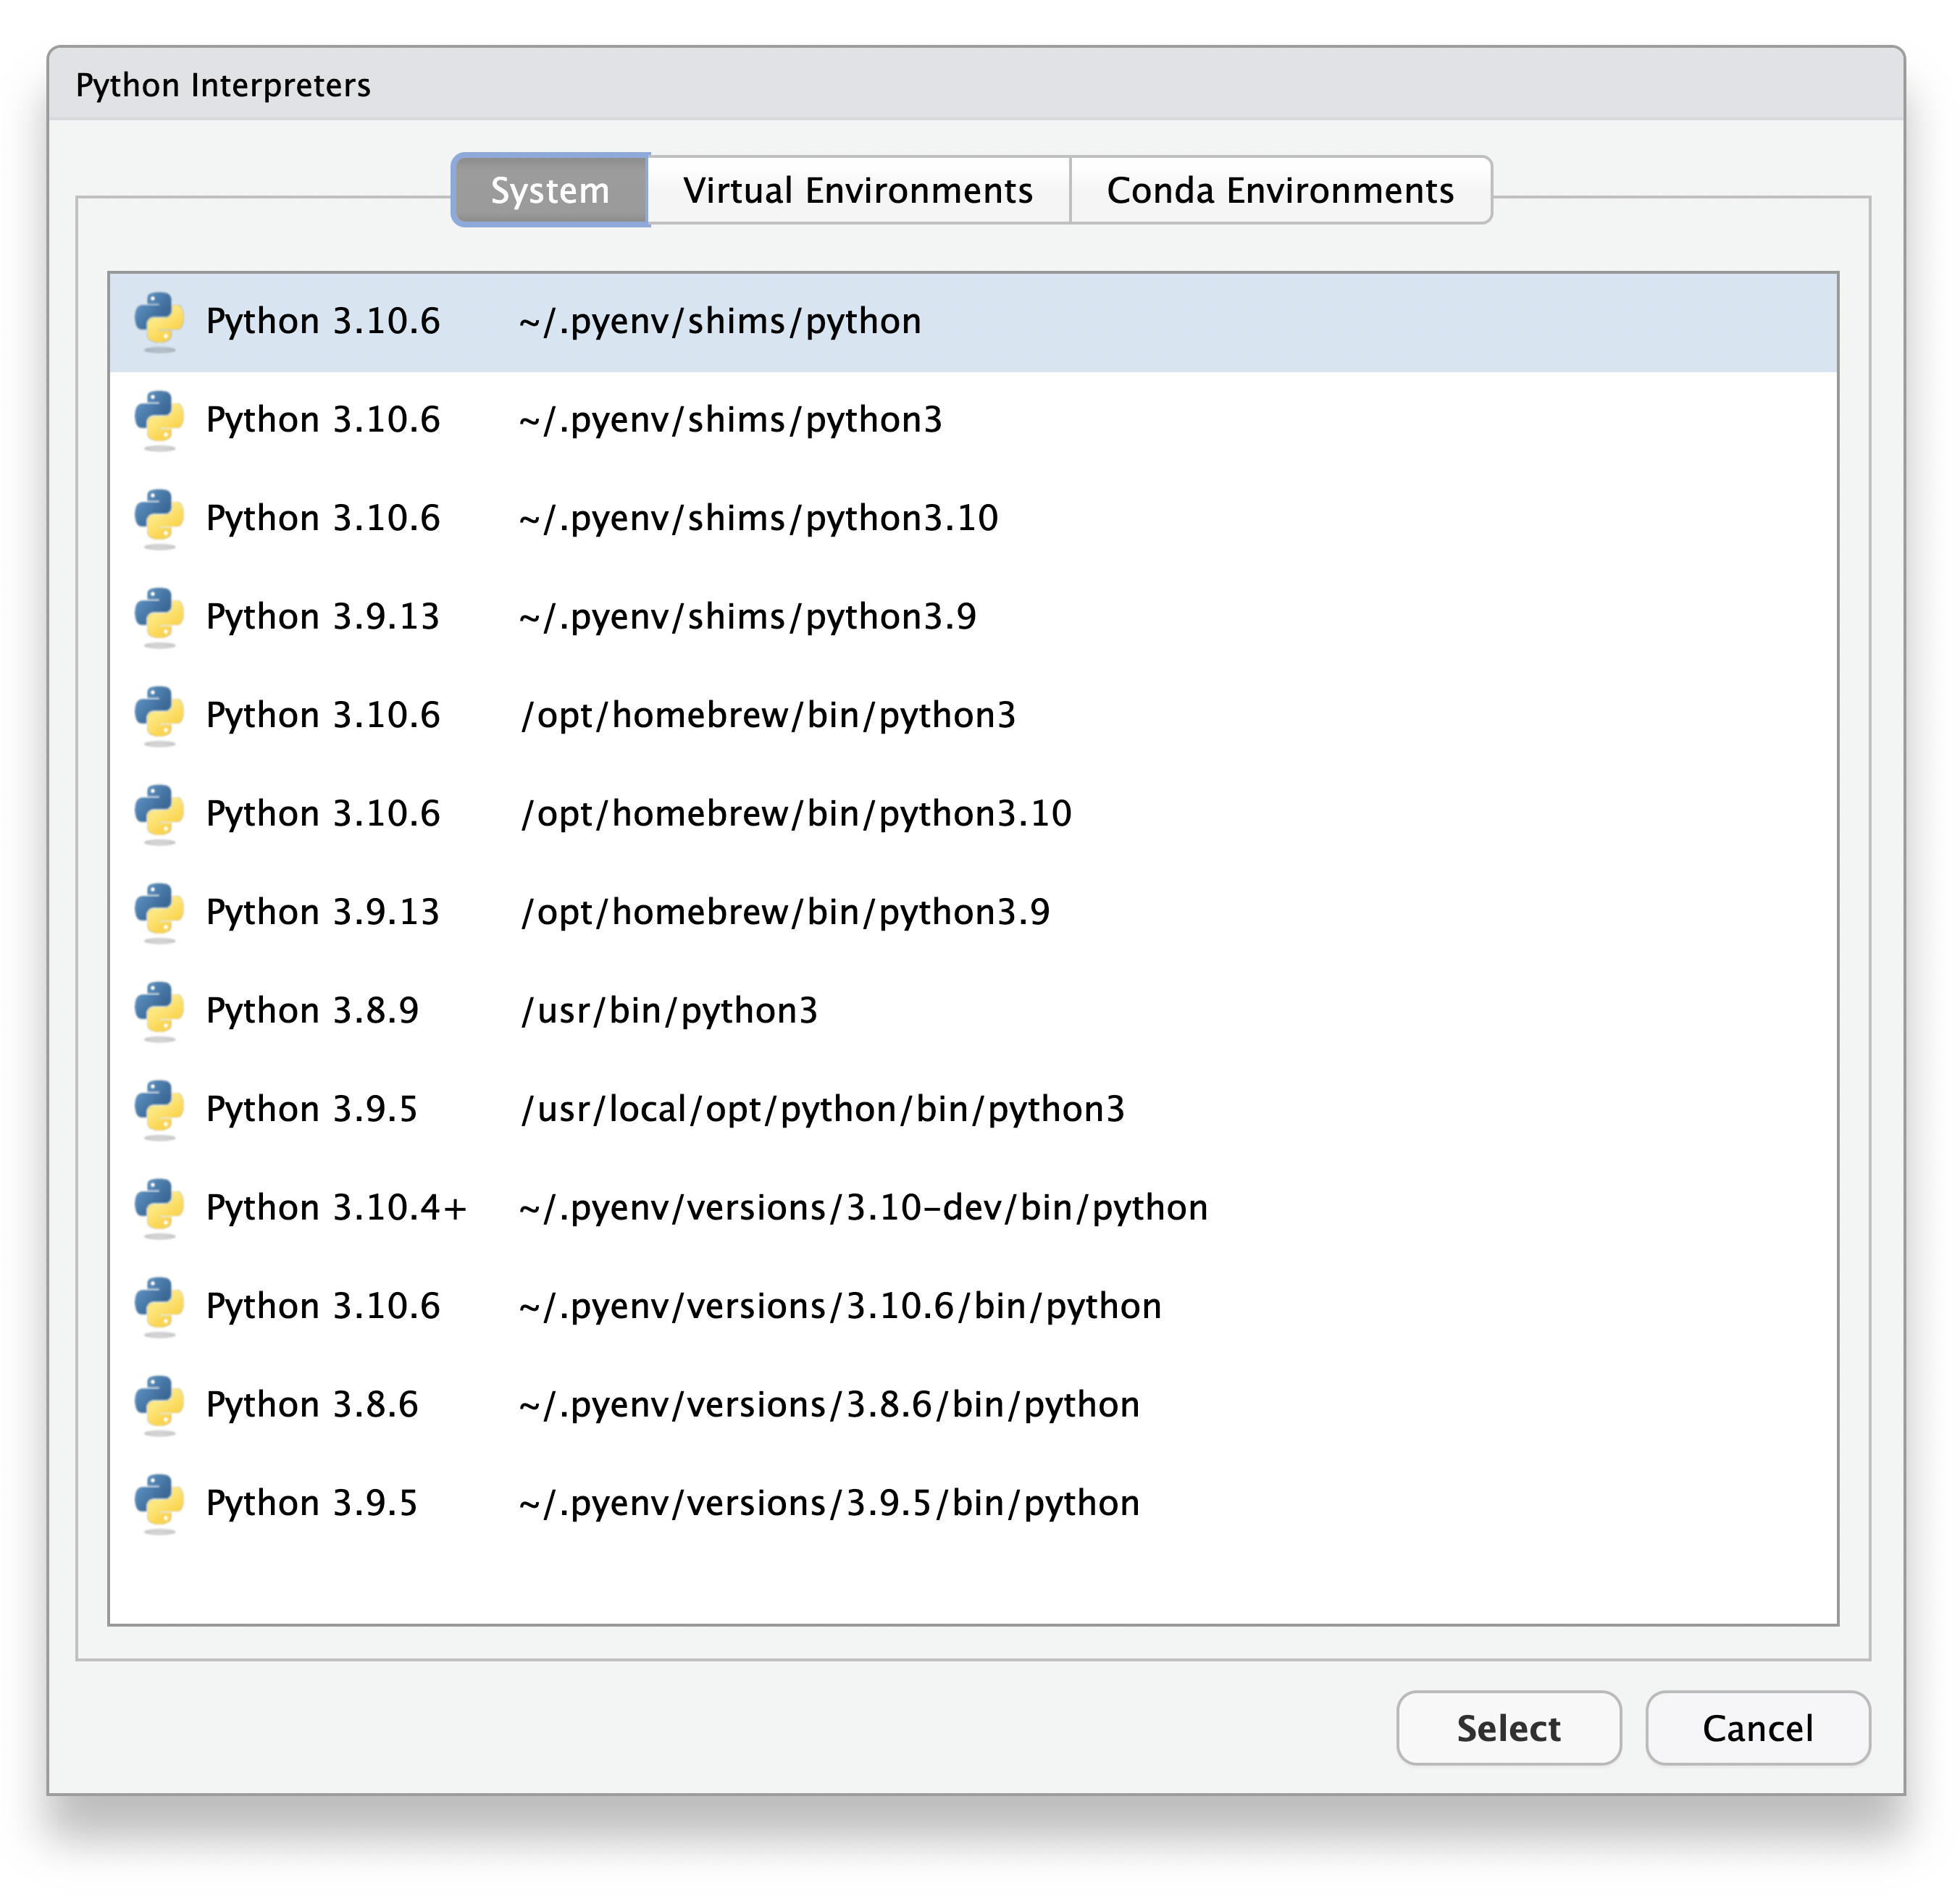 Python Interpreters
System Virtual Environments Conda Environments
Python 3.10.6 ~/.pyenv/shims/python
Python 3.10.6 ~/.pyenv/shims/python3
Python 3.10.6 ~/.pyenv/shims/python3.10
Python 3.9.13 ~/.pyenv/shims/python3.9
Python 3.10.6 /opt/homebrew/bin/python3
Python 3.10.6 /opt/homebrew/bin/python3.10
Python 3.9.13 /opt/homebrew/bin/python3.9
Python 3.8.9 /usr/bin/python3
Python 3.9.5 /usr/local/opt/python/bin/python3
Python 3.10.4+ ~/.pyenv/versions/3.10-dev/bin/python
Python 3.10.6 ~/.pyenv/versions/3.10.6/bin/python
Python 3.8.6 ~/.pyenv/versions/3.8.6/bin/python
Python 3.9.5 ~/.pyenv/versions/3.9.5/bin/python
Select Cancel